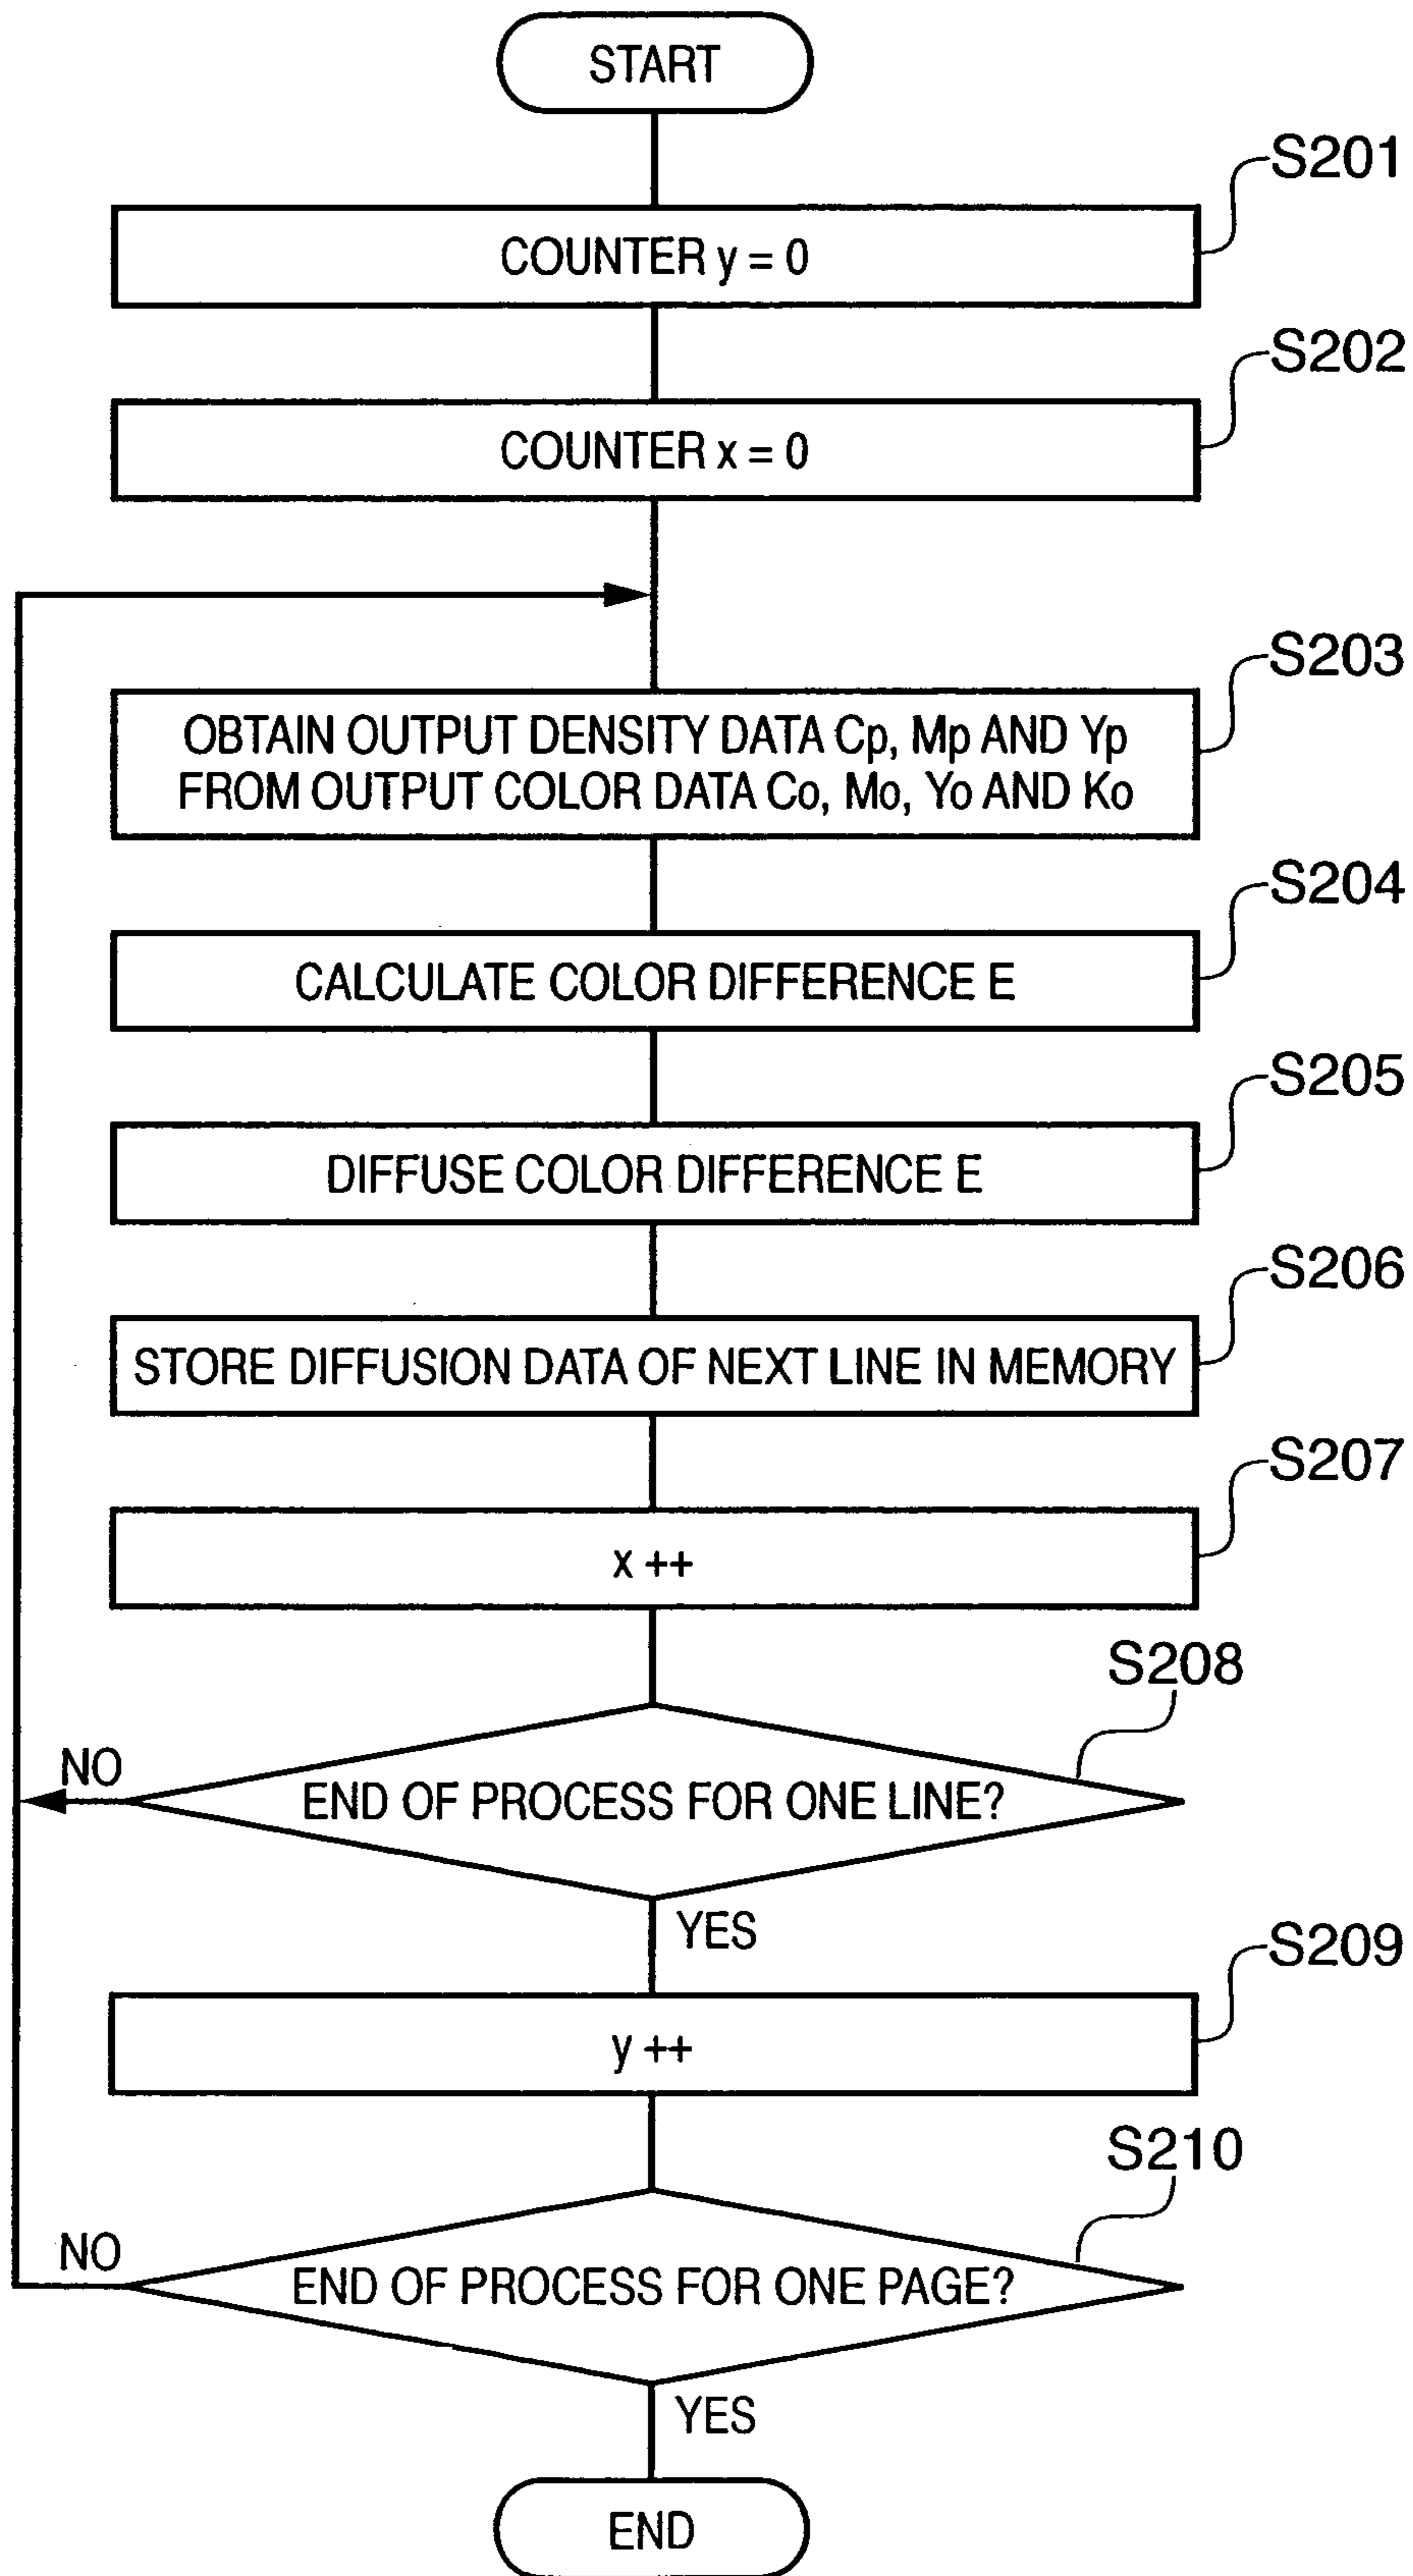 START
S201
COUNTER y = 0
S202
COUNTER x = 0
S203
OBTAIN OUTPUT DENSITY DATA Cp, Mp AND Yp
FROM OUTPUT COLOR DATA Co, Mo, Yo AND Ko
S204
CALCULATE COLOR DIFFERENCE E
S205
DIFFUSE COLOR DIFFERENCE E
S206
STORE DIFFUSION DATA OF NEXT LINE IN MEMORY
S207
x ++
S208
NO
END OF PROCESS FOR ONE LINE?
YES
S209
y ++
S210
NO
END OF PROCESS FOR ONE PAGE?
YES
END